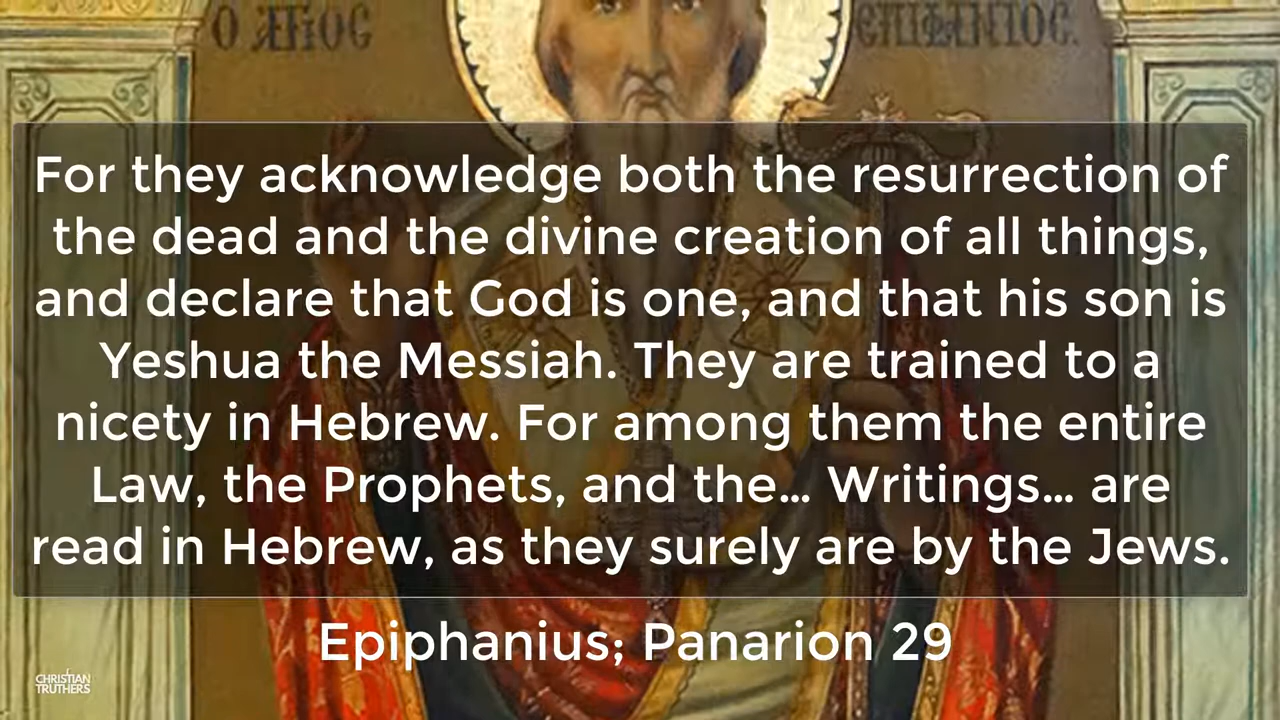 Ο ΑΓΙΟС
ΕΠΙΦΑΝΙΟС.
For they acknowledge both the resurrection of
the dead and the divine creation of all things,
and declare that God is one, and that his son is
Yeshua the Messiah. They are trained to a
nicety in Hebrew. For among them the entire
Law, the Prophets, and the... Writings... are
read in Hebrew, as they surely are by the Jews.
Epiphanius; Panarion 29
CHRISTIAN
TRUTHERS